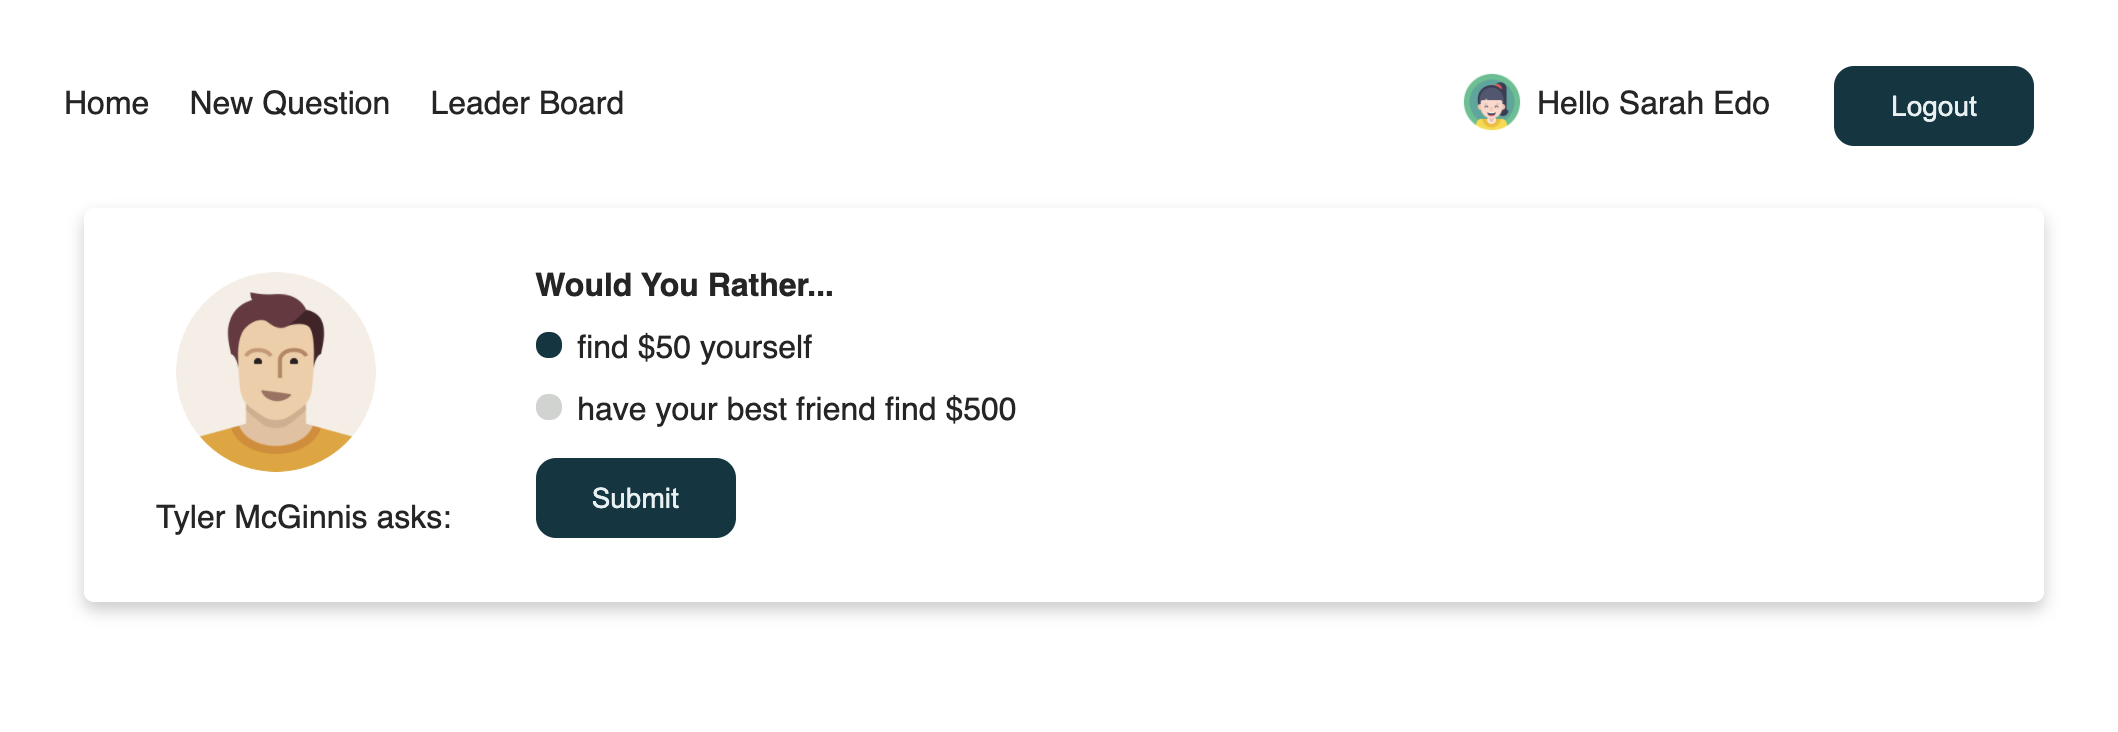 Home New Question Leader Board Hello Sarah Edo Logout
Would You Rather...
find $50 yourself
have your best friend find $500
Submit
Tyler McGinnis asks: